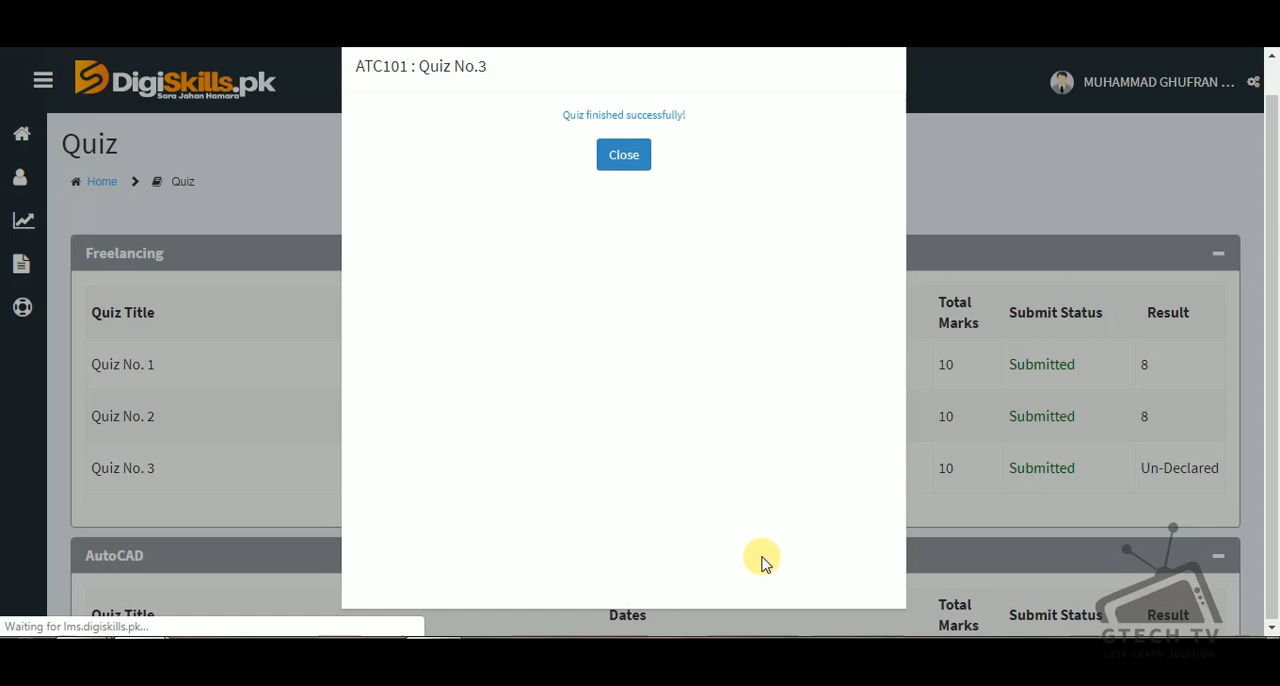 DigiSkills.pk
Sara Jahan Hamara
MUHAMMAD GHUFRAN ...
ATC101 : Quiz No.3
Quiz finished successfully!
Close
Quiz
Home
Quiz
Freelancing
Quiz Title
Total Marks
Submit Status
Result
Quiz No. 1
10
Submitted
8
Quiz No. 2
10
Submitted
8
Quiz No. 3
10
Submitted
Un-Declared
AutoCAD
Quiz Title
Dates
Total Marks
Submit Status
Result
Waiting for lms.digiskills.pk...
GTECH TV
LETS LEARN TOGETHER